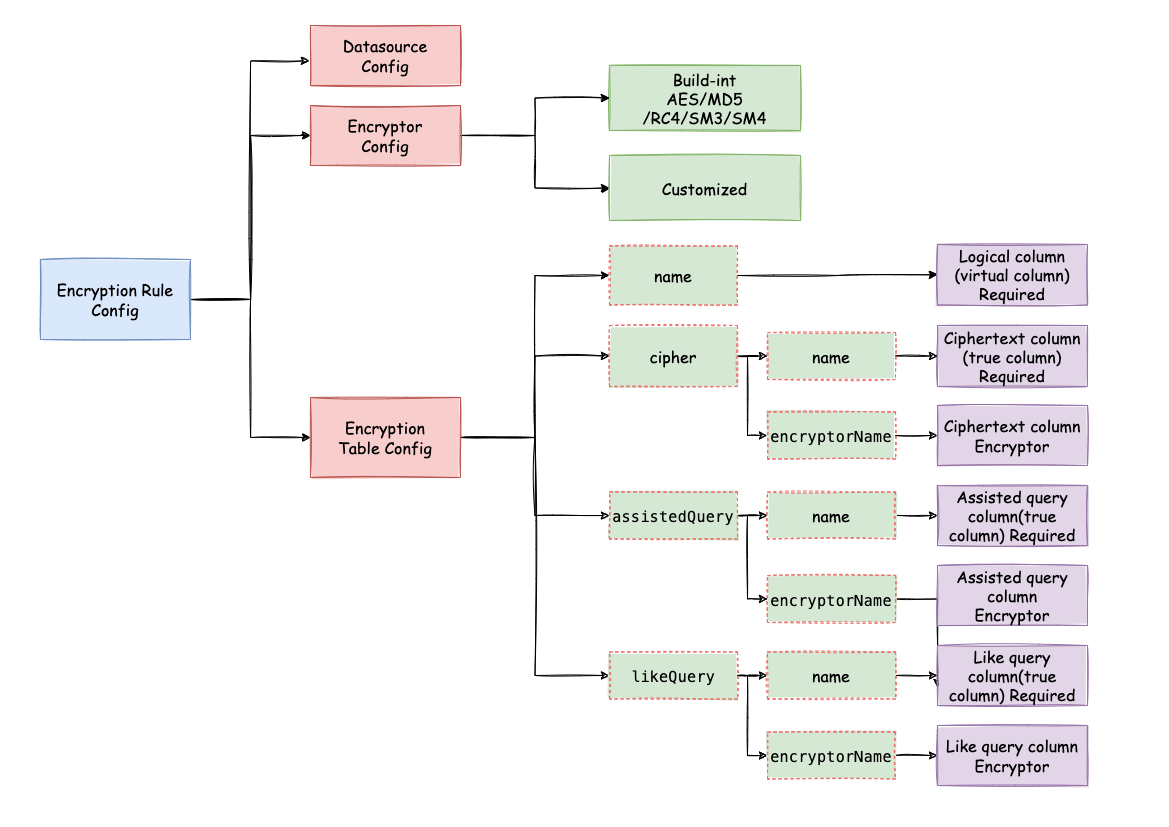 Datasource
Config
Encryptor
Config
Build-int
AES/MD5
/RC4/SM3/SM4
Customized
Encryption Rule
Config
Encryption
Table Config
name
Logical column
(virtual column)
Required
cipher
name
Ciphertext column
(true column)
Required
encryptorName
Ciphertext column
Encryptor
assistedQuery
name
Assisted query
column(true
column) Required
encryptorName
Assisted query
column
Encryptor
likeQuery
name
Like query
column(true
column) Required
encryptorName
Like query column
Encryptor